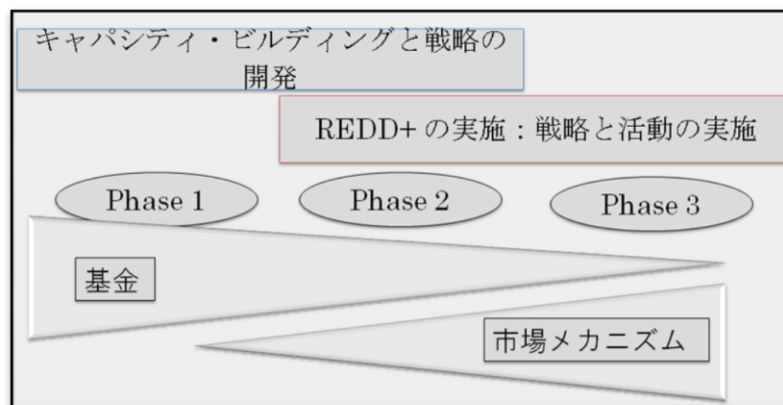 キャパシティ・ビルディングと戦略の
開発
REDD+ の実施：戦略と活動の実施
Phase 1
Phase 2
Phase 3
基金
市場メカニズム